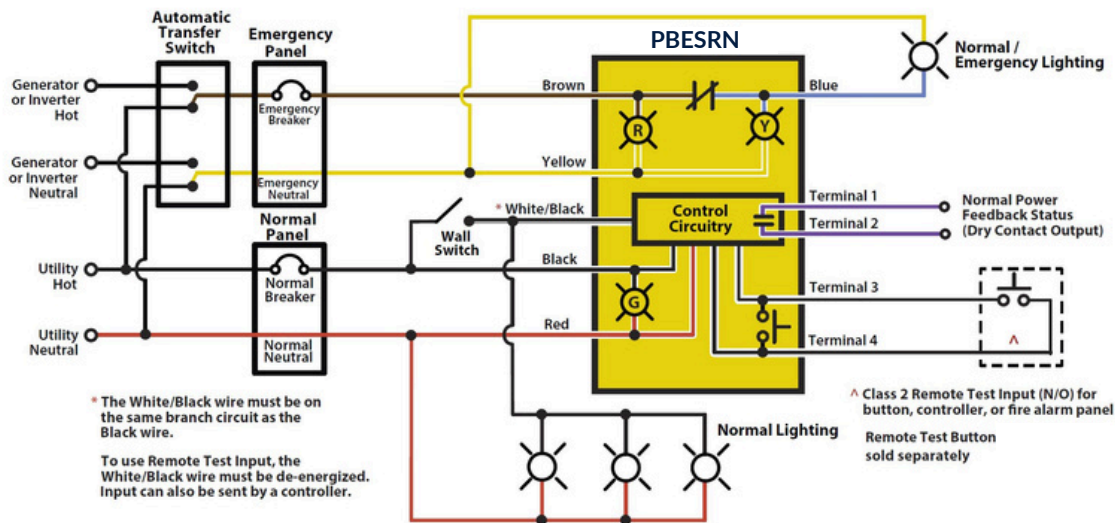 Automatic
Transfer
Switch
Emergency
Panel
PBESRN
Normal /
Emergency Lighting
Generator
or Inverter
Hot
Brown
Blue
Emergency
Breaker
R
Y
Generator
or Inverter
Neutral
Yellow
Emergency
Neutral
Normal
Panel
* White/Black
Wall
Switch
Control
Circuitry
Terminal 1
Terminal 2
Normal Power
Feedback Status
(Dry Contact Output)
Utility
Hot
Normal
Breaker
Black
G
Terminal 3
Utility
Neutral
Normal
Neutral
Red
Terminal 4
^
* The White/Black wire must be on
the same branch circuit as the
Black wire.
To use Remote Test Input, the
White/Black wire must be de-energized.
Input can also be sent by a controller.
Normal Lighting
^ Class 2 Remote Test Input (N/O) for
button, controller, or fire alarm panel
Remote Test Button
sold separately